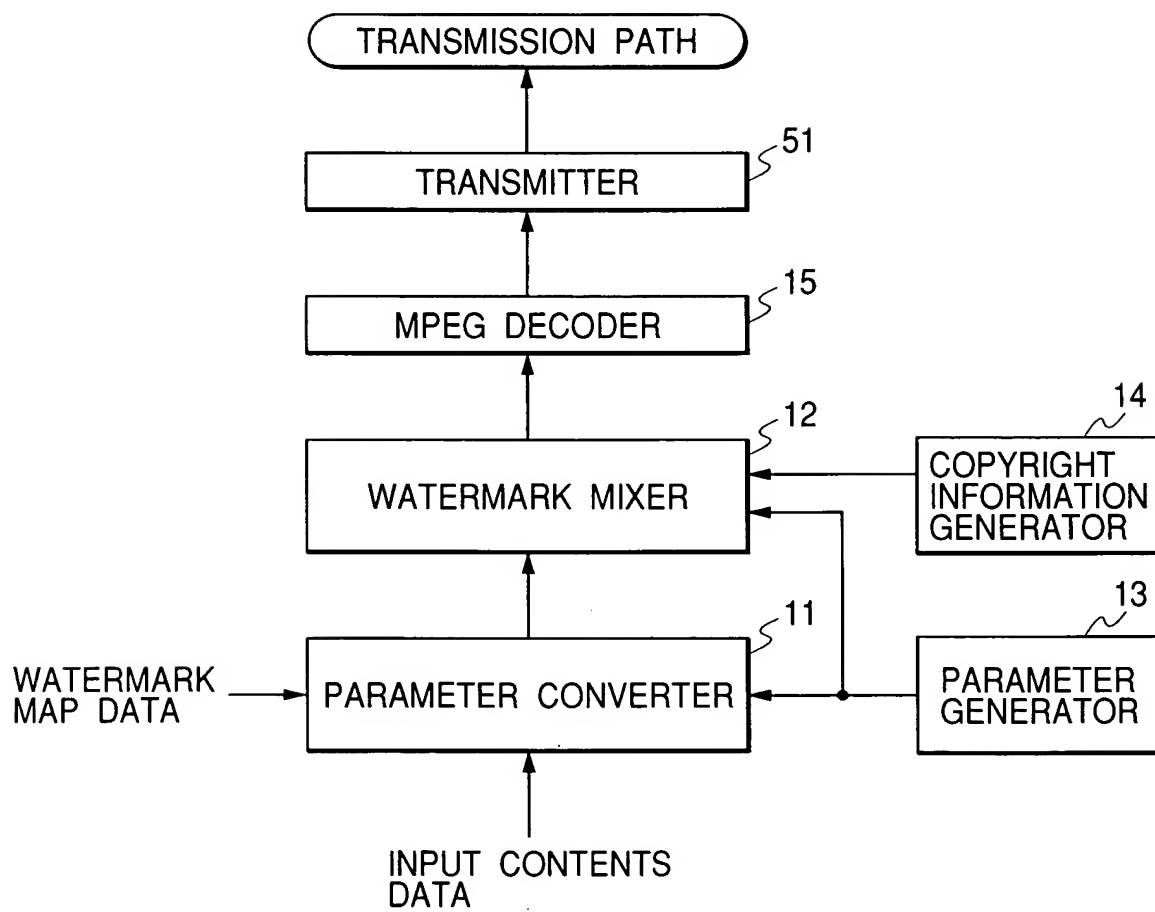 TRANSMISSION PATH
51
TRANSMITTER
15
MPEG DECODER
12
WATERMARK MIXER
14
COPYRIGHT
INFORMATION
GENERATOR
11
PARAMETER CONVERTER
13
PARAMETER
GENERATOR
WATERMARK
MAP DATA
INPUT CONTENTS
DATA